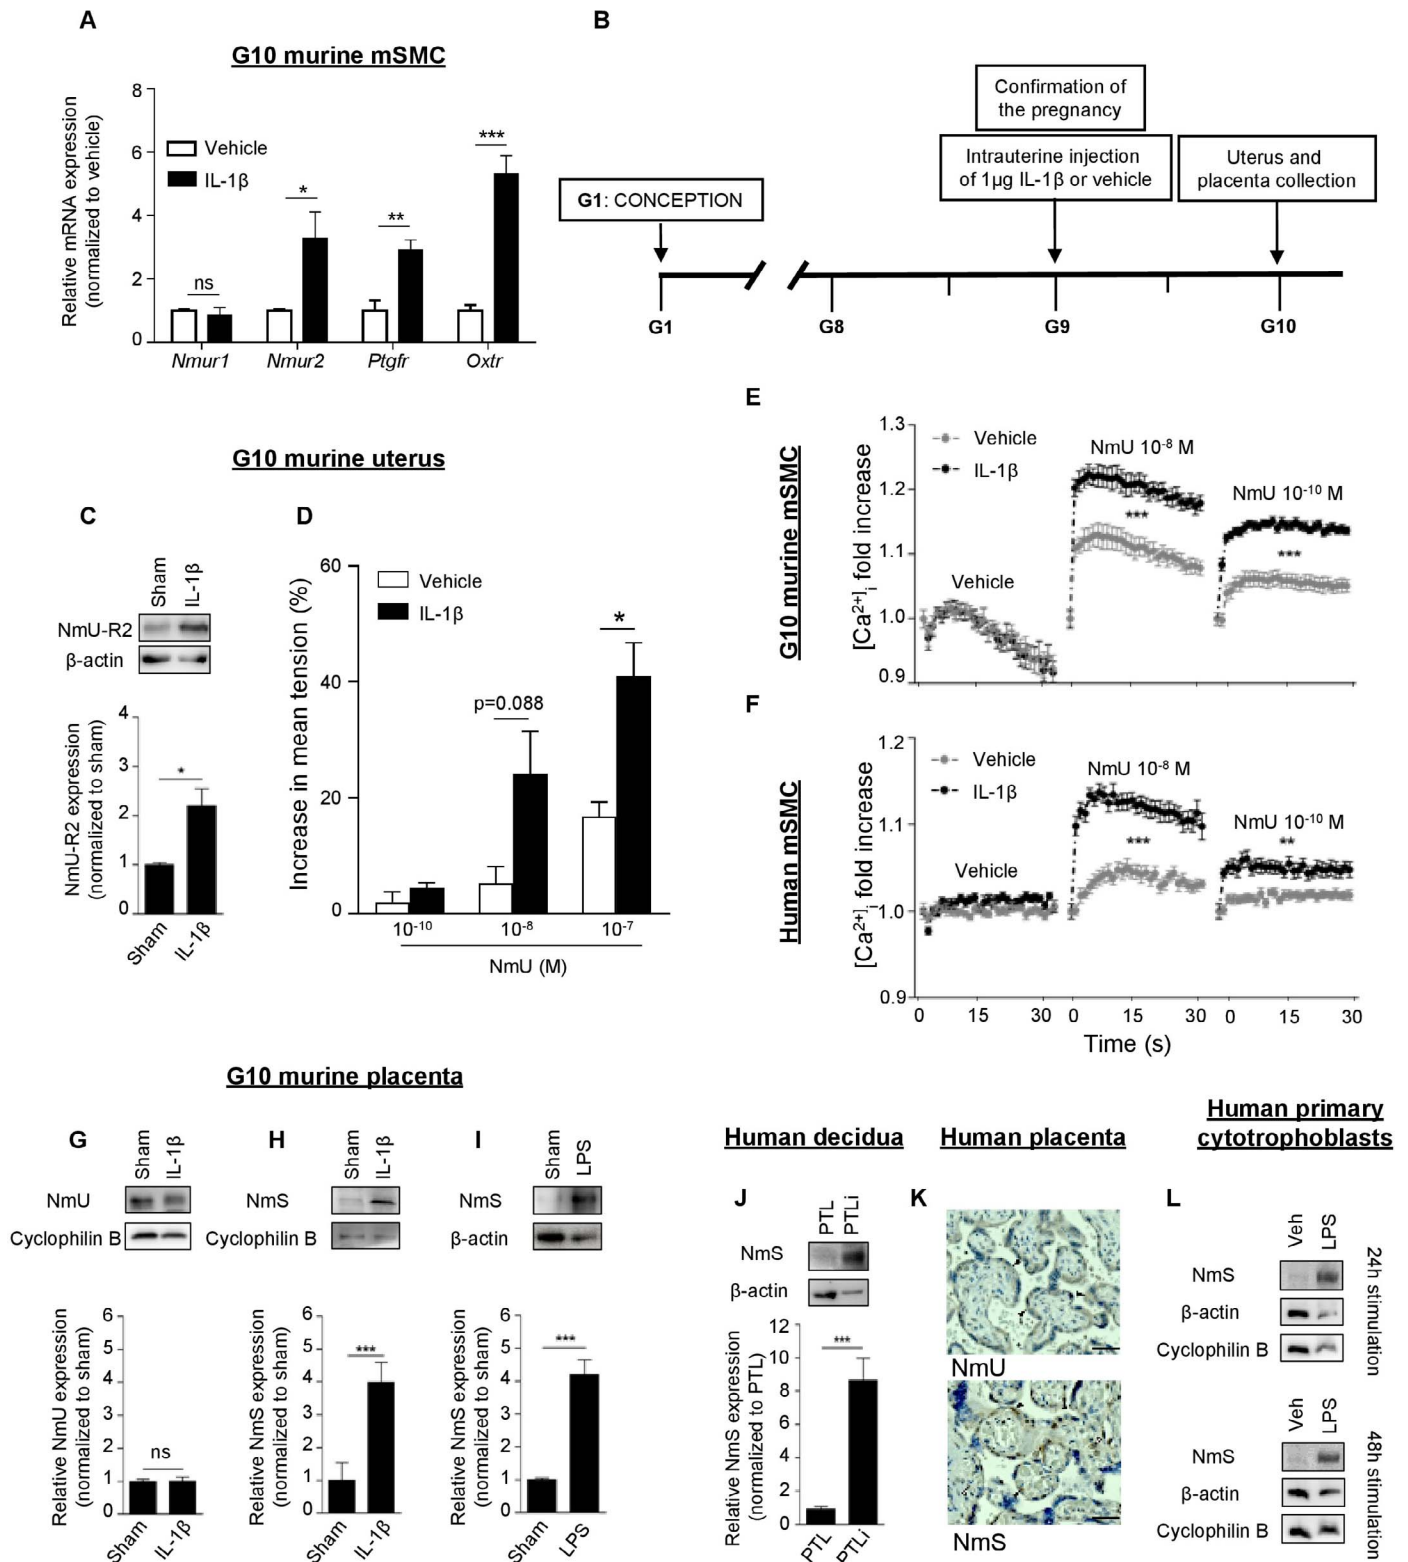 A
G10 murine mSMC
Relative mRNA expression
(normalized to vehicle)
8
6
4
2
0
Vehicle
IL-1β
ns
*
**
***
Nmur1
Nmur2
Ptgfr
Oxtr
B
Confirmation of
the pregnancy
Intrauterine injection
of 1µg IL-1β or vehicle
Uterus and
placenta collection
G1: CONCEPTION
G1
G8
G9
G10
G10 murine uterus
C
Sham
IL-1β
NmU-R2
β-actin
NmU-R2 expression
(normalized to sham)
4
3
2
1
0
*
Sham
IL-1β
D
Increase in mean tension (%)
60
40
20
0
Vehicle
IL-1β
p=0.088
*
10⁻¹⁰
10⁻⁸
10⁻⁷
NmU (M)
E
G10 murine mSMC
[Ca²⁺]i fold increase
1.3
1.2
1.1
1.0
0.9
Vehicle
IL-1β
Vehicle
NmU 10⁻⁸ M
***
NmU 10⁻¹⁰ M
***
F
Human mSMC
[Ca²⁺]i fold increase
1.2
1.1
1.0
0.9
Vehicle
IL-1β
Vehicle
NmU 10⁻⁸ M
***
NmU 10⁻¹⁰ M
**
0 15 30 0 15 30 0 15 30
Time (s)
G10 murine placenta
G
Sham
IL-1β
NmU
Cyclophilin B
Relative NmU expression
(normalized to sham)
6
5
4
3
2
1
0
ns
Sham
IL-1β
H
Sham
IL-1β
NmS
Cyclophilin B
Relative NmS expression
(normalized to sham)
6
5
4
3
2
1
0
***
Sham
IL-1β
I
Sham
LPS
NmS
β-actin
Relative NmS expression
(normalized to sham)
6
5
4
3
2
1
0
***
Sham
LPS
Human decidua
J
PTL
PTLi
NmS
β-actin
Relative NmS expression
(normalized to PTL)
12
10
8
6
4
2
0
***
PTL
PTLi
Human placenta
K
NmU
NmS
Human primary
cytotrophoblasts
L
Veh
LPS
NmS
β-actin
Cyclophilin B
24h stimulation
Veh
LPS
NmS
β-actin
Cyclophilin B
48h stimulation